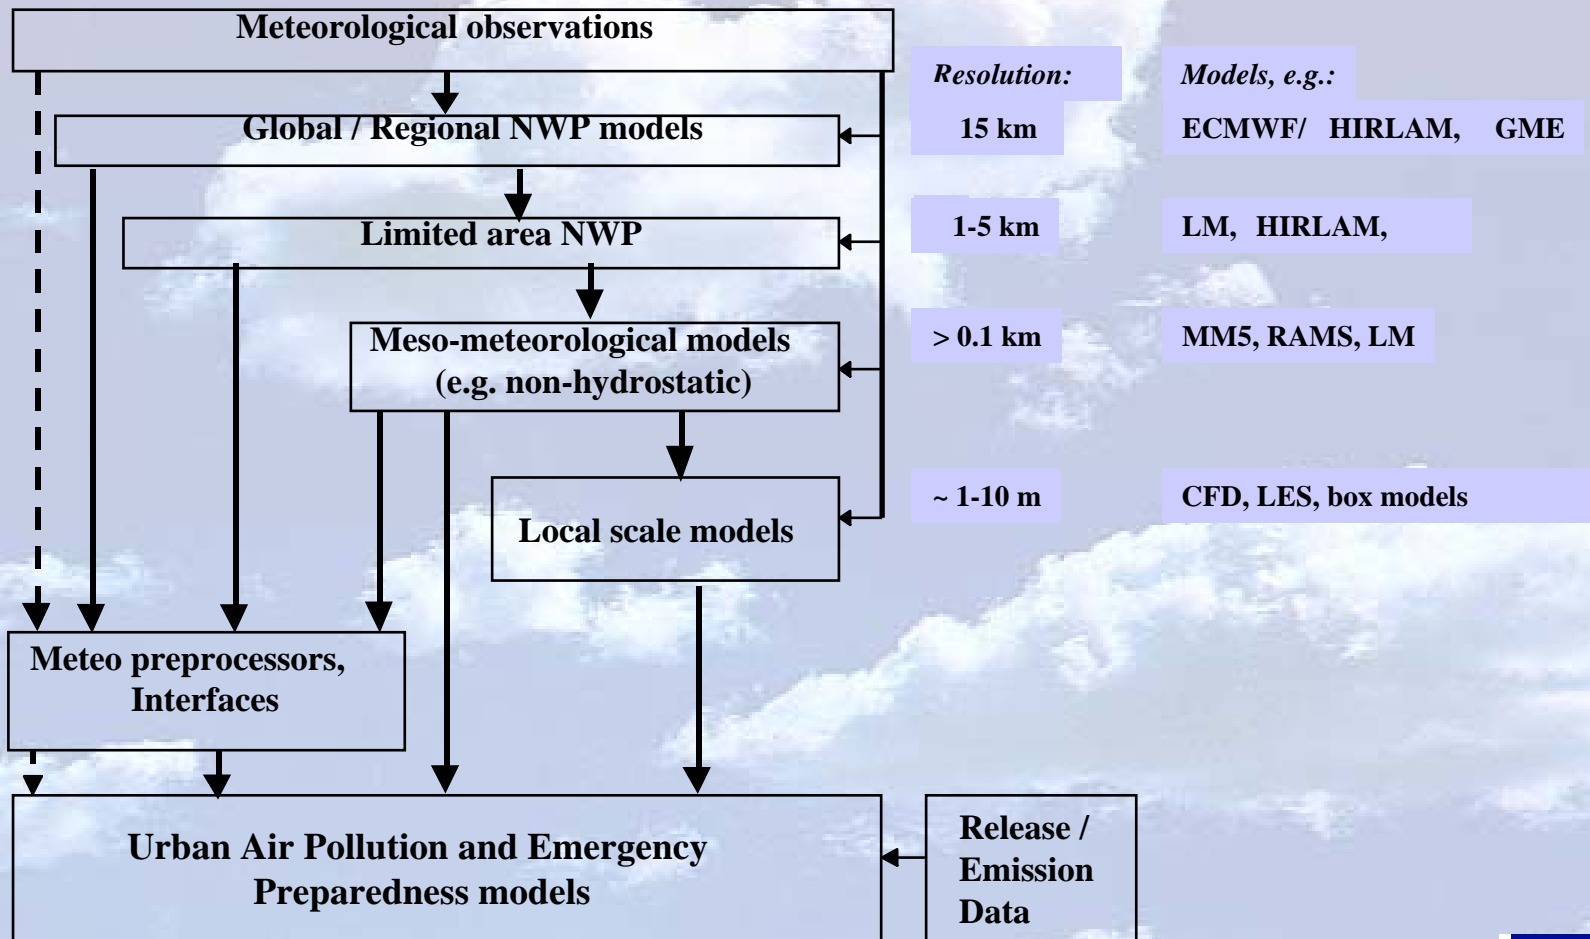 Meteorological observations
Resolution: Models, e.g.:
Global / Regional NWP models 15 km ECMWF/ HIRLAM, GME
Limited area NWP 1-5 km LM, HIRLAM,
Meso-meteorological models
(e.g. non-hydrostatic)
> 0.1 km MM5, RAMS, LM
Local scale models
~ 1-10 m CFD, LES, box models
Meteo preprocessors,
Interfaces
Urban Air Pollution and Emergency
Preparedness models
Release /
Emission
Data